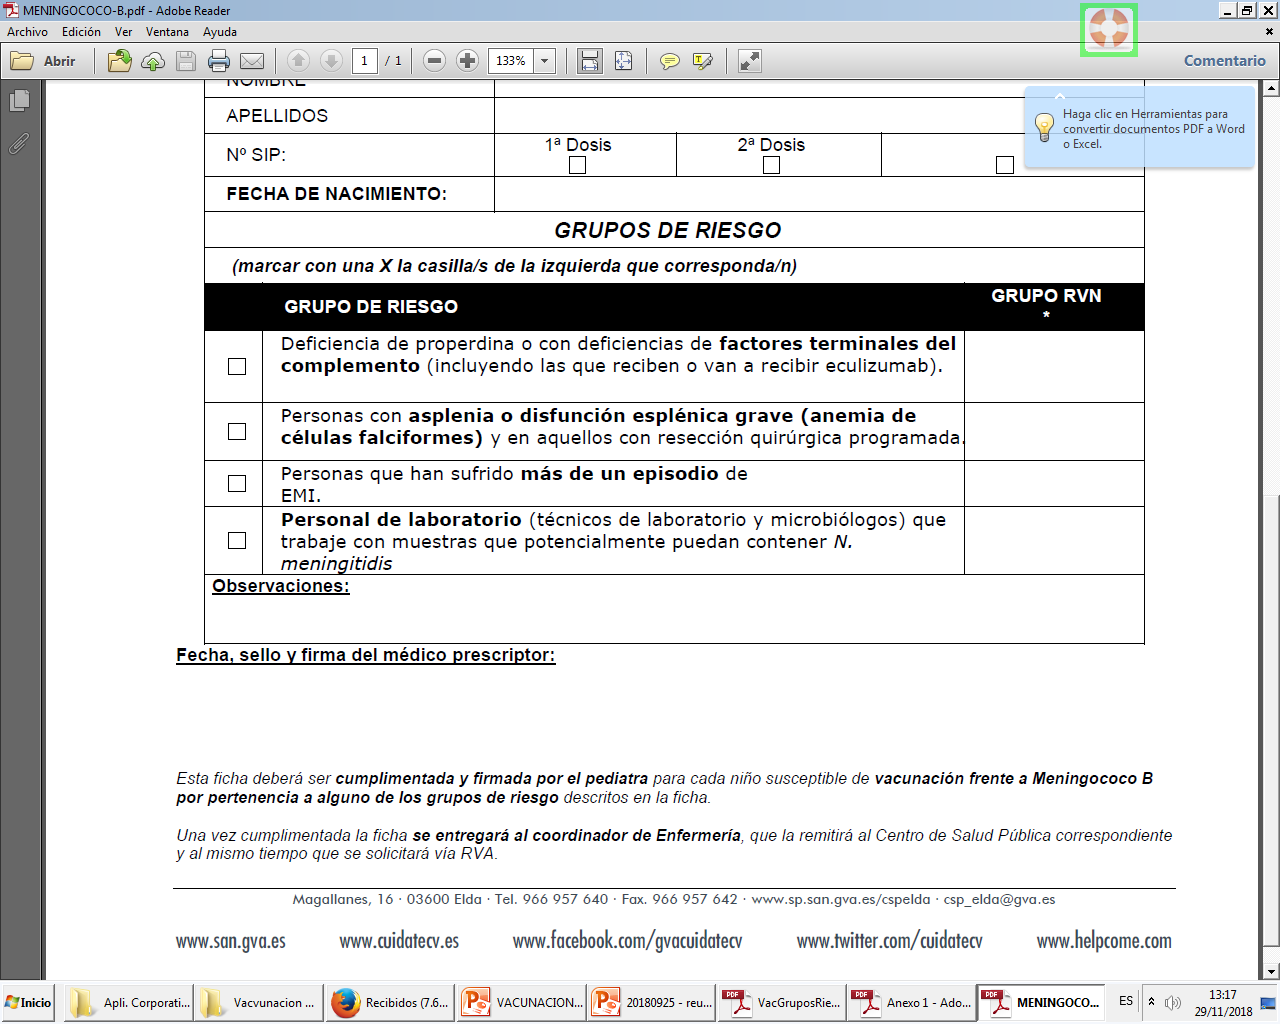 MENINGOCOCO-B.pdf - Adobe Reader
Archivo Edición Ver Ventana Ayuda
Abrir 1 / 1 133% Comentario
NOMBRE
APELLIDOS
Haga clic en Herramientas para
convertir documentos PDF a Word
o Excel.
Nº SIP: 1ª Dosis 2ª Dosis
FECHA DE NACIMIENTO:
GRUPOS DE RIESGO
(marcar con una X la casilla/s de la izquierda que corresponda/n)
GRUPO DE RIESGO GRUPO RVN
*
Deficiencia de properdina o con deficiencias de factores terminales del
complemento (incluyendo las que reciben o van a recibir eculizumab).
Personas con asplenia o disfunción esplénica grave (anemia de
células falciformes) y en aquellos con resección quirúrgica programada.
Personas que han sufrido más de un episodio de
EMI.
Personal de laboratorio (técnicos de laboratorio y microbiólogos) que
trabaje con muestras que potencialmente puedan contener N.
meningitidis
Observaciones:
Fecha, sello y firma del médico prescriptor:
Esta ficha deberá ser cumplimentada y firmada por el pediatra para cada niño susceptible de vacunación frente a Meningococo B
por pertenencia a alguno de los grupos de riesgo descritos en la ficha.
Una vez cumplimentada la ficha se entregará al coordinador de Enfermería, que la remitirá al Centro de Salud Pública correspondiente
y al mismo tiempo que se solicitará vía RVA.
Magallanes, 16 · 03600 Elda · Tel. 966 957 640 · Fax. 966 957 642 · www.sp.san.gva.es/cspelda · csp_elda@gva.es
www.san.gva.es www.cuidatecv.es www.facebook.com/gvacuidatecv www.twitter.com/cuidatecv www.helpcome.com
Inicio Apli. Corporati... Vacvunacion ... Recibidos (7.6... VACUNACION... 20180925 - reu... VacGruposRie... Anexo 1 - Ado... MENINGOCO... ES 13:17
29/11/2018